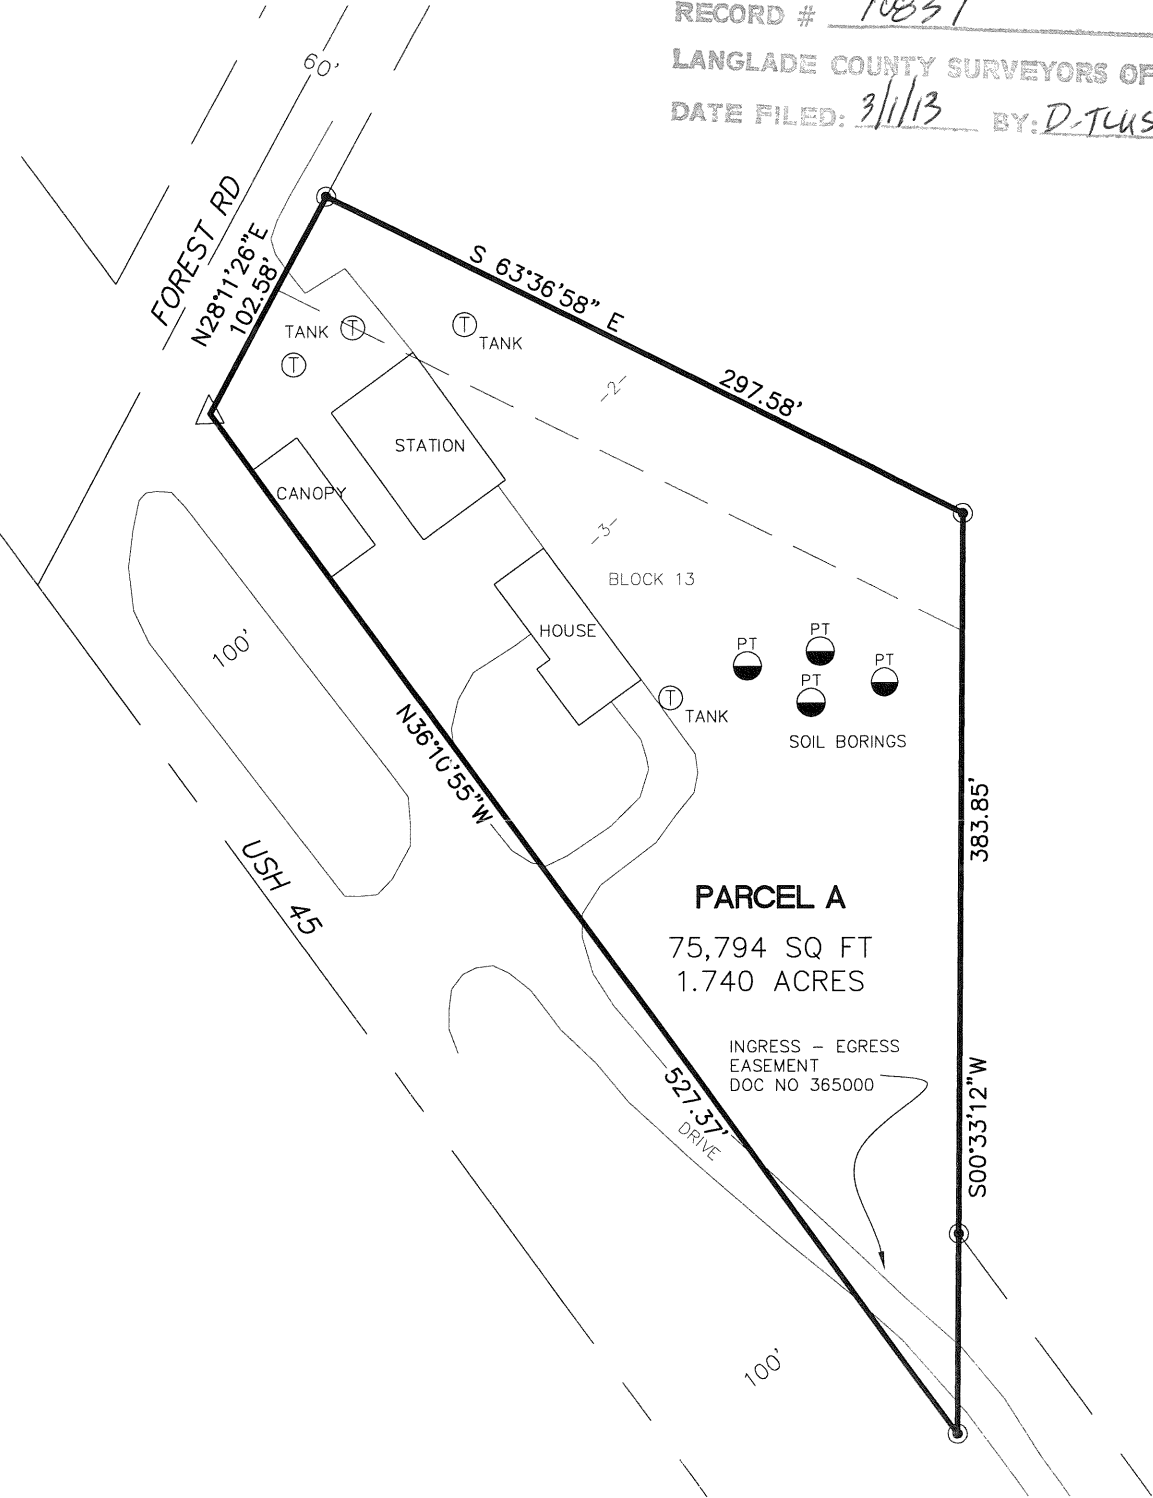 RECORD #
LANGLADE COUNTY SURVEYORS OF
DATE FILED: 3/1/13 BY:
60'
FOREST RD
N28°11'26"E
102.58'
S 63°36'58" E
297.58'
TANK T
T
T TANK
-2-
STATION
CANOPY
-3-
BLOCK 13
HOUSE
100'
PT
PT
PT
PT
T TANK
SOIL BORINGS
N36°10'55"W
383.85'
USH 45
PARCEL A
75,794 SQ FT
1.740 ACRES
INGRESS – EGRESS
EASEMENT
DOC NO 365000
527.37'
DRIVE
S00°33'12"W
100'